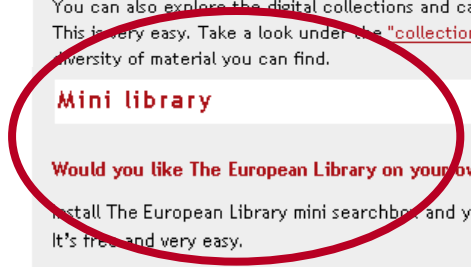 You can also explore the digital collections and
This is very easy. Take a look under the "collection
diversity of material you can find.
Mini library
Would you like The European Library on your
Install The European Library mini searchbox and
It's free and very easy.